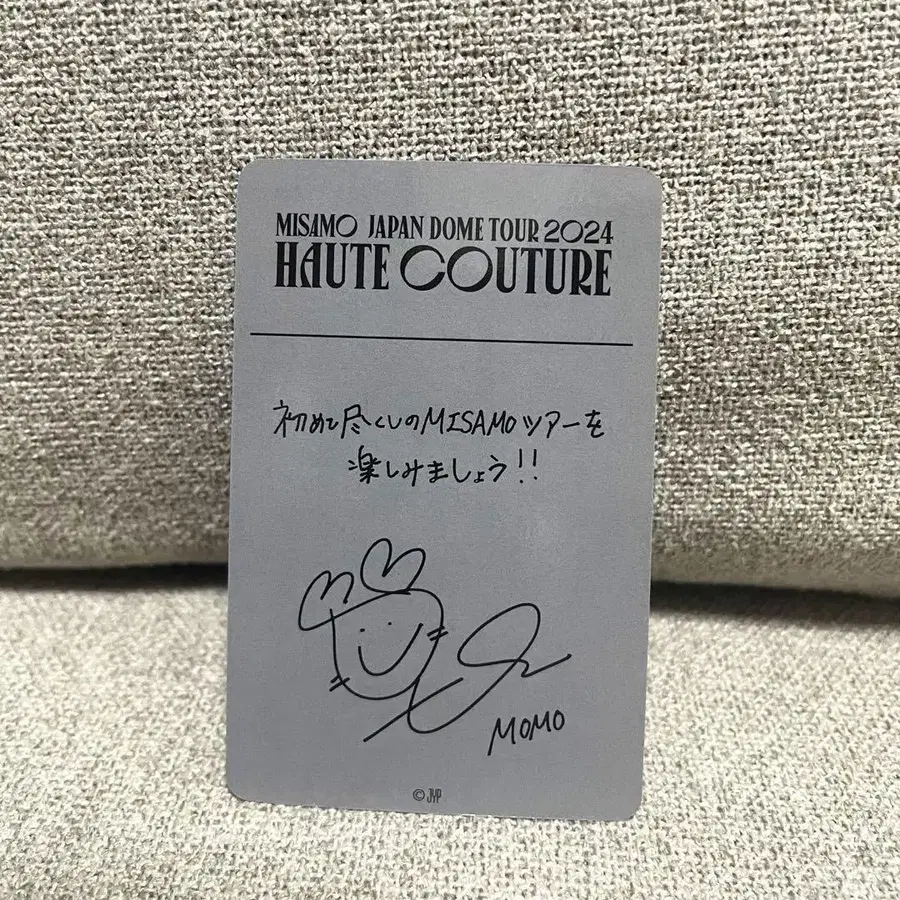 MISAMO JAPAN DOME TOUR 2024
HAUTE COUTURE
初めて尽くしのMISAMOツアーを
楽しみましょう!!
MOMO
© JYP